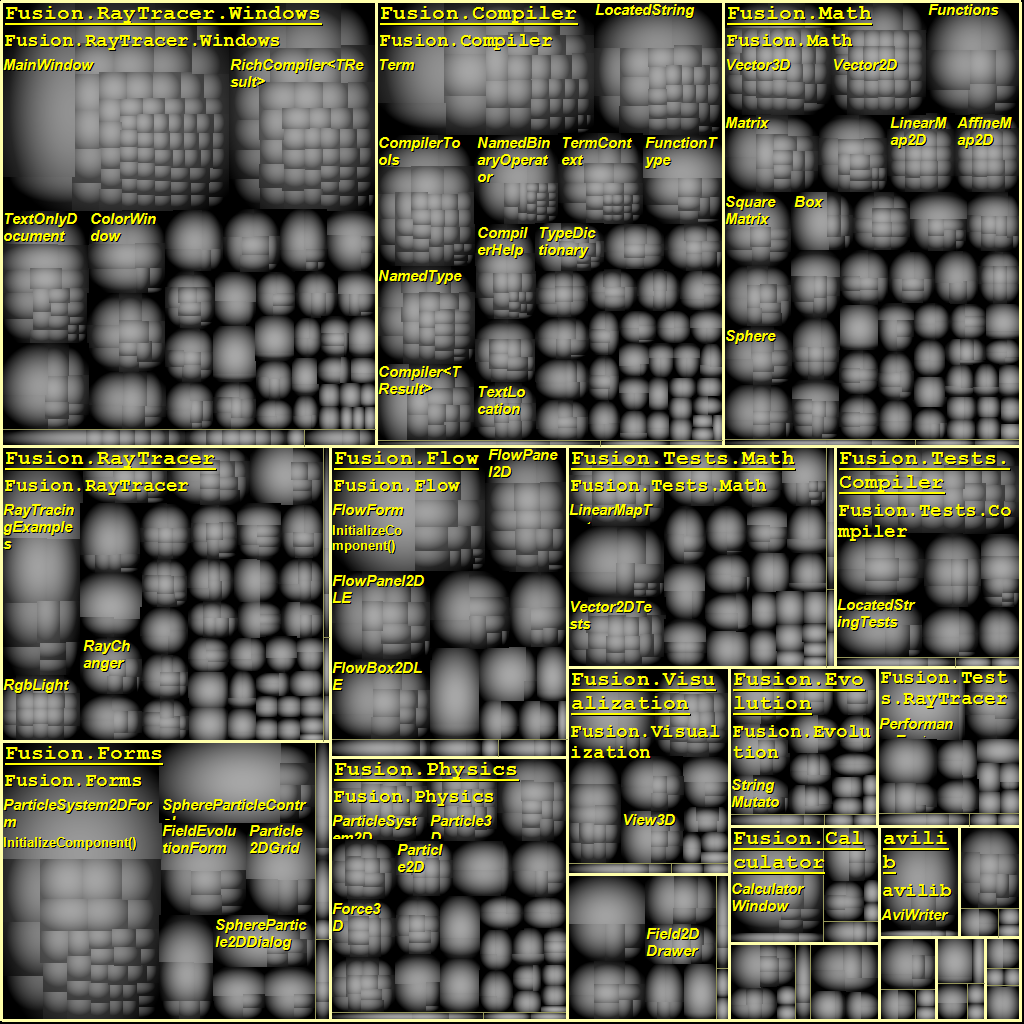 Fusion.RayTracer.Windows
Fusion.RayTracer.Windows
MainWindow
RichCompiler<TRe
sult>
TextOnlyD
ocument
ColorWin
dow
Fusion.Compiler
LocatedString
Fusion.Compiler
Term
CompilerTo
ols
NamedBin
aryOperat
or
TermCont
ext
FunctionT
ype
Compil
erHelp
TypeDic
tionary
NamedType
Compiler<T
Result>
TextLo
cation
Fusion.Math
Functions
Fusion.Math
Vector3D
Vector2D
Matrix
LinearM
ap2D
AffineM
ap2D
Square
Matrix
Box
Sphere
Fusion.RayTracer
Fusion.RayTracer
RayTracin
gExample
s
RayCh
anger
RgbLight
Fusion.Flow
FlowPane
l2D
Fusion.Flow
FlowForm
InitializeCo
mponent()
FlowPanel2D
LE
FlowBox2DL
E
Fusion.Tests.Math
Fusion.Tests.Math
LinearMapT
Vector2DTe
sts
Fusion.Tests.
Compiler
Fusion.Tests.Co
mpiler
LocatedStr
ingTests
Fusion.Forms
Fusion.Forms
ParticleSystem2DFor
m
InitializeComponent()
SphereParticleContr
FieldEvolu
tionForm
Particle
2DGrid
SpherePartic
le2DDialog
Fusion.Physics
Fusion.Physics
ParticleSyst
em2D
Particle3
D
Particl
e2D
Force3
D
Fusion.Visu
alization
Fusion.Visual
ization
View3D
Field2D
Drawer
Fusion.Evo
lution
Fusion.Evolu
tion
String
Mutato
Fusion.Test
s.RayTracer
Performan
Fusion.Cal
culator
Calculator
Window
avili
b
avilib
AviWriter